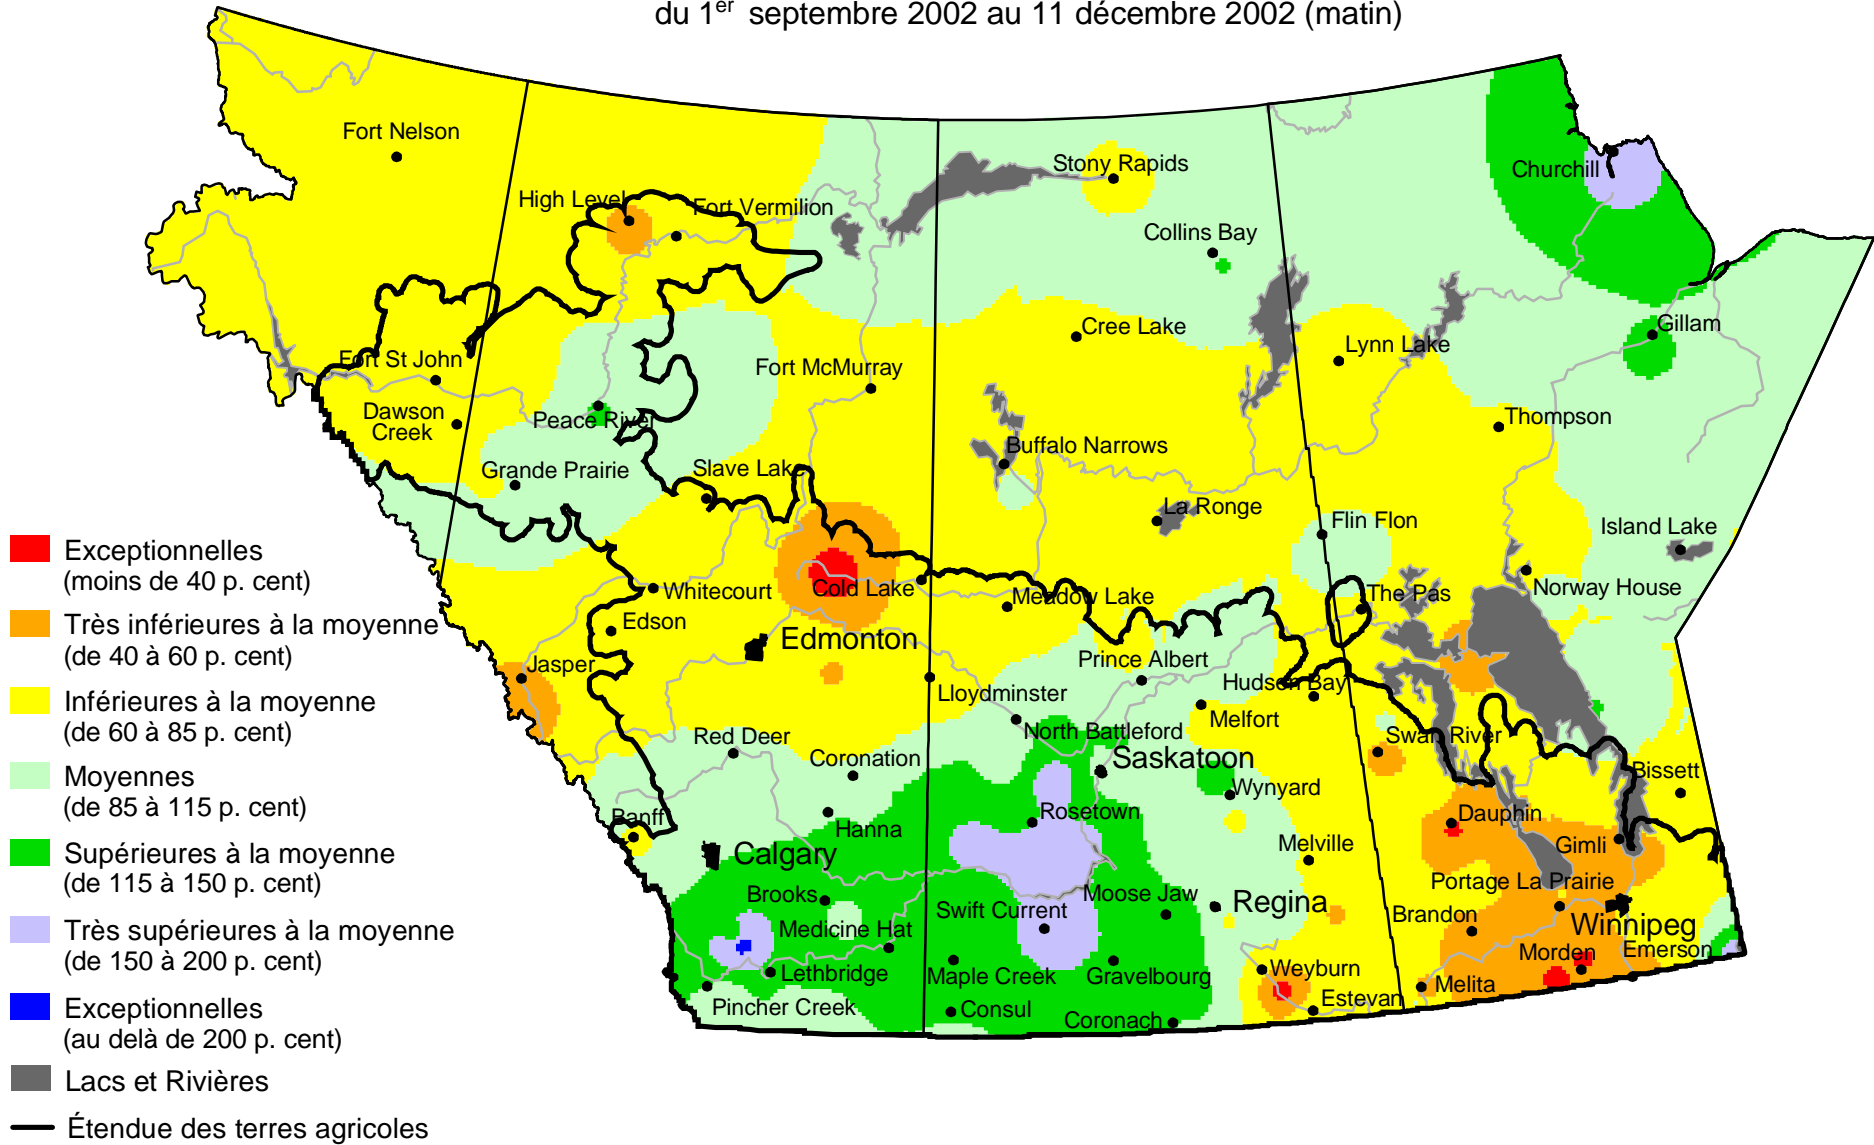 du 1er septembre 2002 au 11 décembre 2002 (matin)
Fort Nelson
High Level
Fort Vermilion
Stony Rapids
Churchill
Collins Bay
Gillam
Cree Lake
Lynn Lake
Fort St John
Fort McMurray
Dawson
Creek
Peace River
Thompson
Buffalo Narrows
Grande Prairie
Slave Lake
La Ronge
Flin Flon
Island Lake
Whitecourt
Cold Lake
Meadow Lake
The Pas
Norway House
Edson
Edmonton
Jasper
Prince Albert
Hudson Bay
Lloydminster
Melfort
North Battleford
Red Deer
Swan River
Coronation
Saskatoon
Bissett
Wynyard
Banff
Hanna
Rosetown
Dauphin
Calgary
Melville
Gimli
Brooks
Moose Jaw
Portage La Prairie
Swift Current
Regina
Brandon
Medicine Hat
Winnipeg
Lethbridge
Maple Creek
Gravelbourg
Weyburn
Morden
Emerson
Pincher Creek
Consul
Coronach
Estevan
Melita
Exceptionnelles
(moins de 40 p. cent)
Très inférieures à la moyenne
(de 40 à 60 p. cent)
Inférieures à la moyenne
(de 60 à 85 p. cent)
Moyennes
(de 85 à 115 p. cent)
Supérieures à la moyenne
(de 115 à 150 p. cent)
Très supérieures à la moyenne
(de 150 à 200 p. cent)
Exceptionnelles
(au delà de 200 p. cent)
Lacs et Rivières
Étendue des terres agricoles